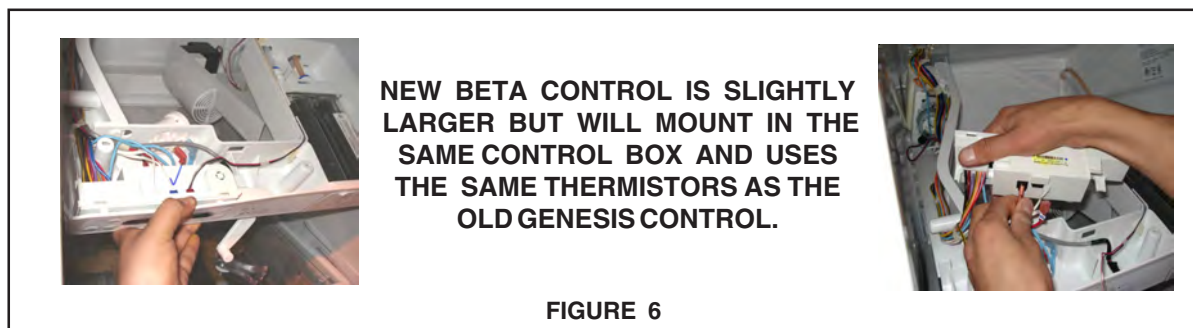 NEW BETA CONTROL IS SLIGHTLY
LARGER BUT WILL MOUNT IN THE
SAME CONTROL BOX AND USES
THE SAME THERMISTORS AS THE
OLD GENESIS CONTROL.
FIGURE 6